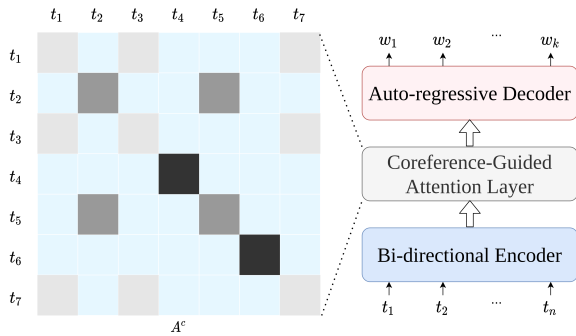 t₁ t₂ t₃ t₄ t₅ t₆ t₇
t₁
t₂
t₃
t₄
t₅
t₆
t₇
Aᶜ
w₁ w₂ ... wₖ
Auto-regressive Decoder
Coreference-Guided
Attention Layer
Bi-directional Encoder
t₁ t₂ ... tₙ